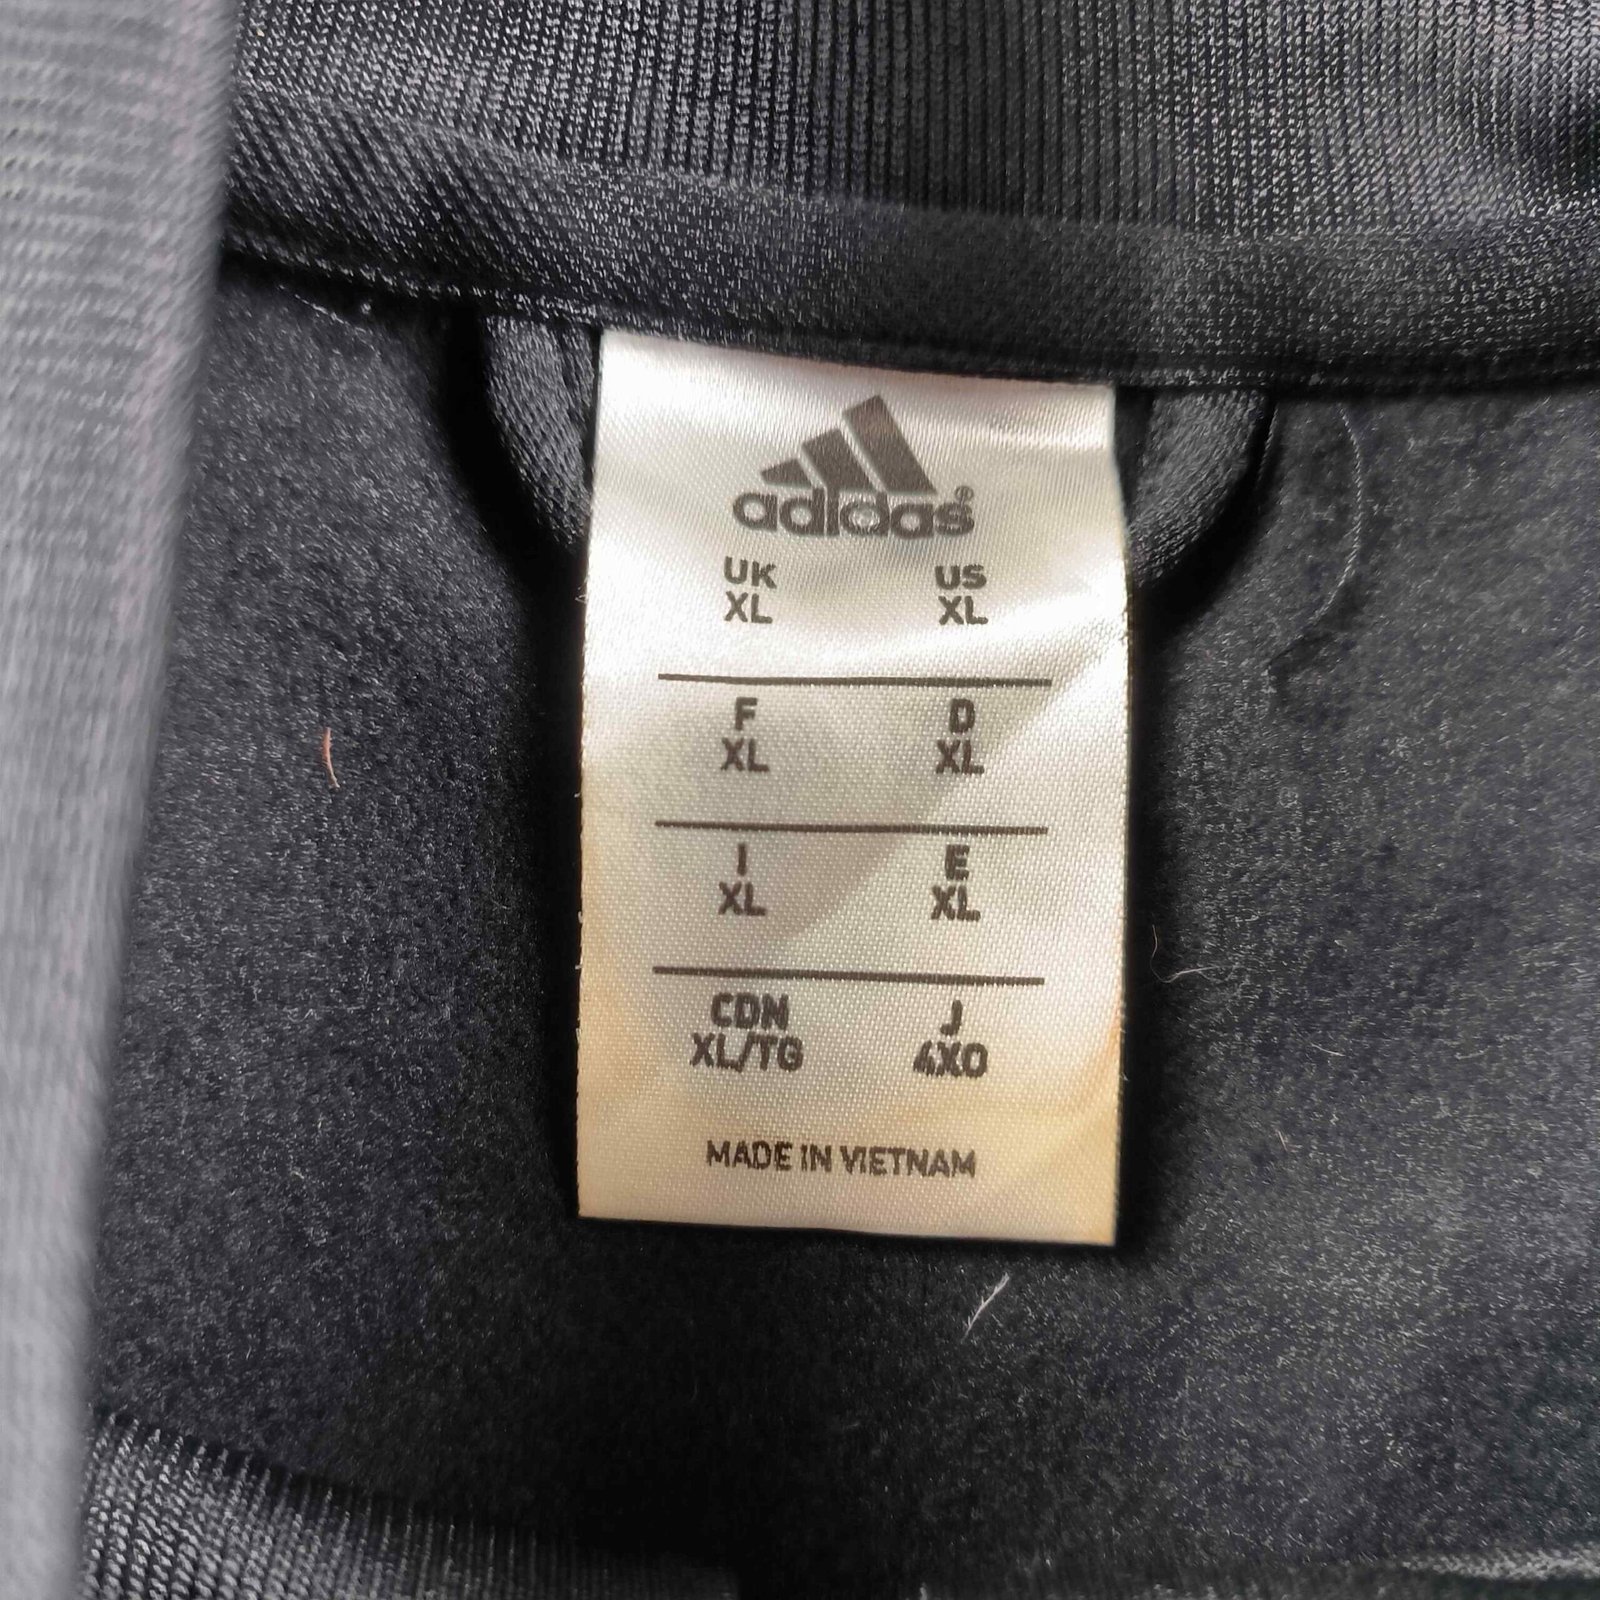 adidas®
UK US
XL XL
F D
XL XL
I E
XL XL
CDN J
XL/TG 4XO
MADE IN VIETNAM